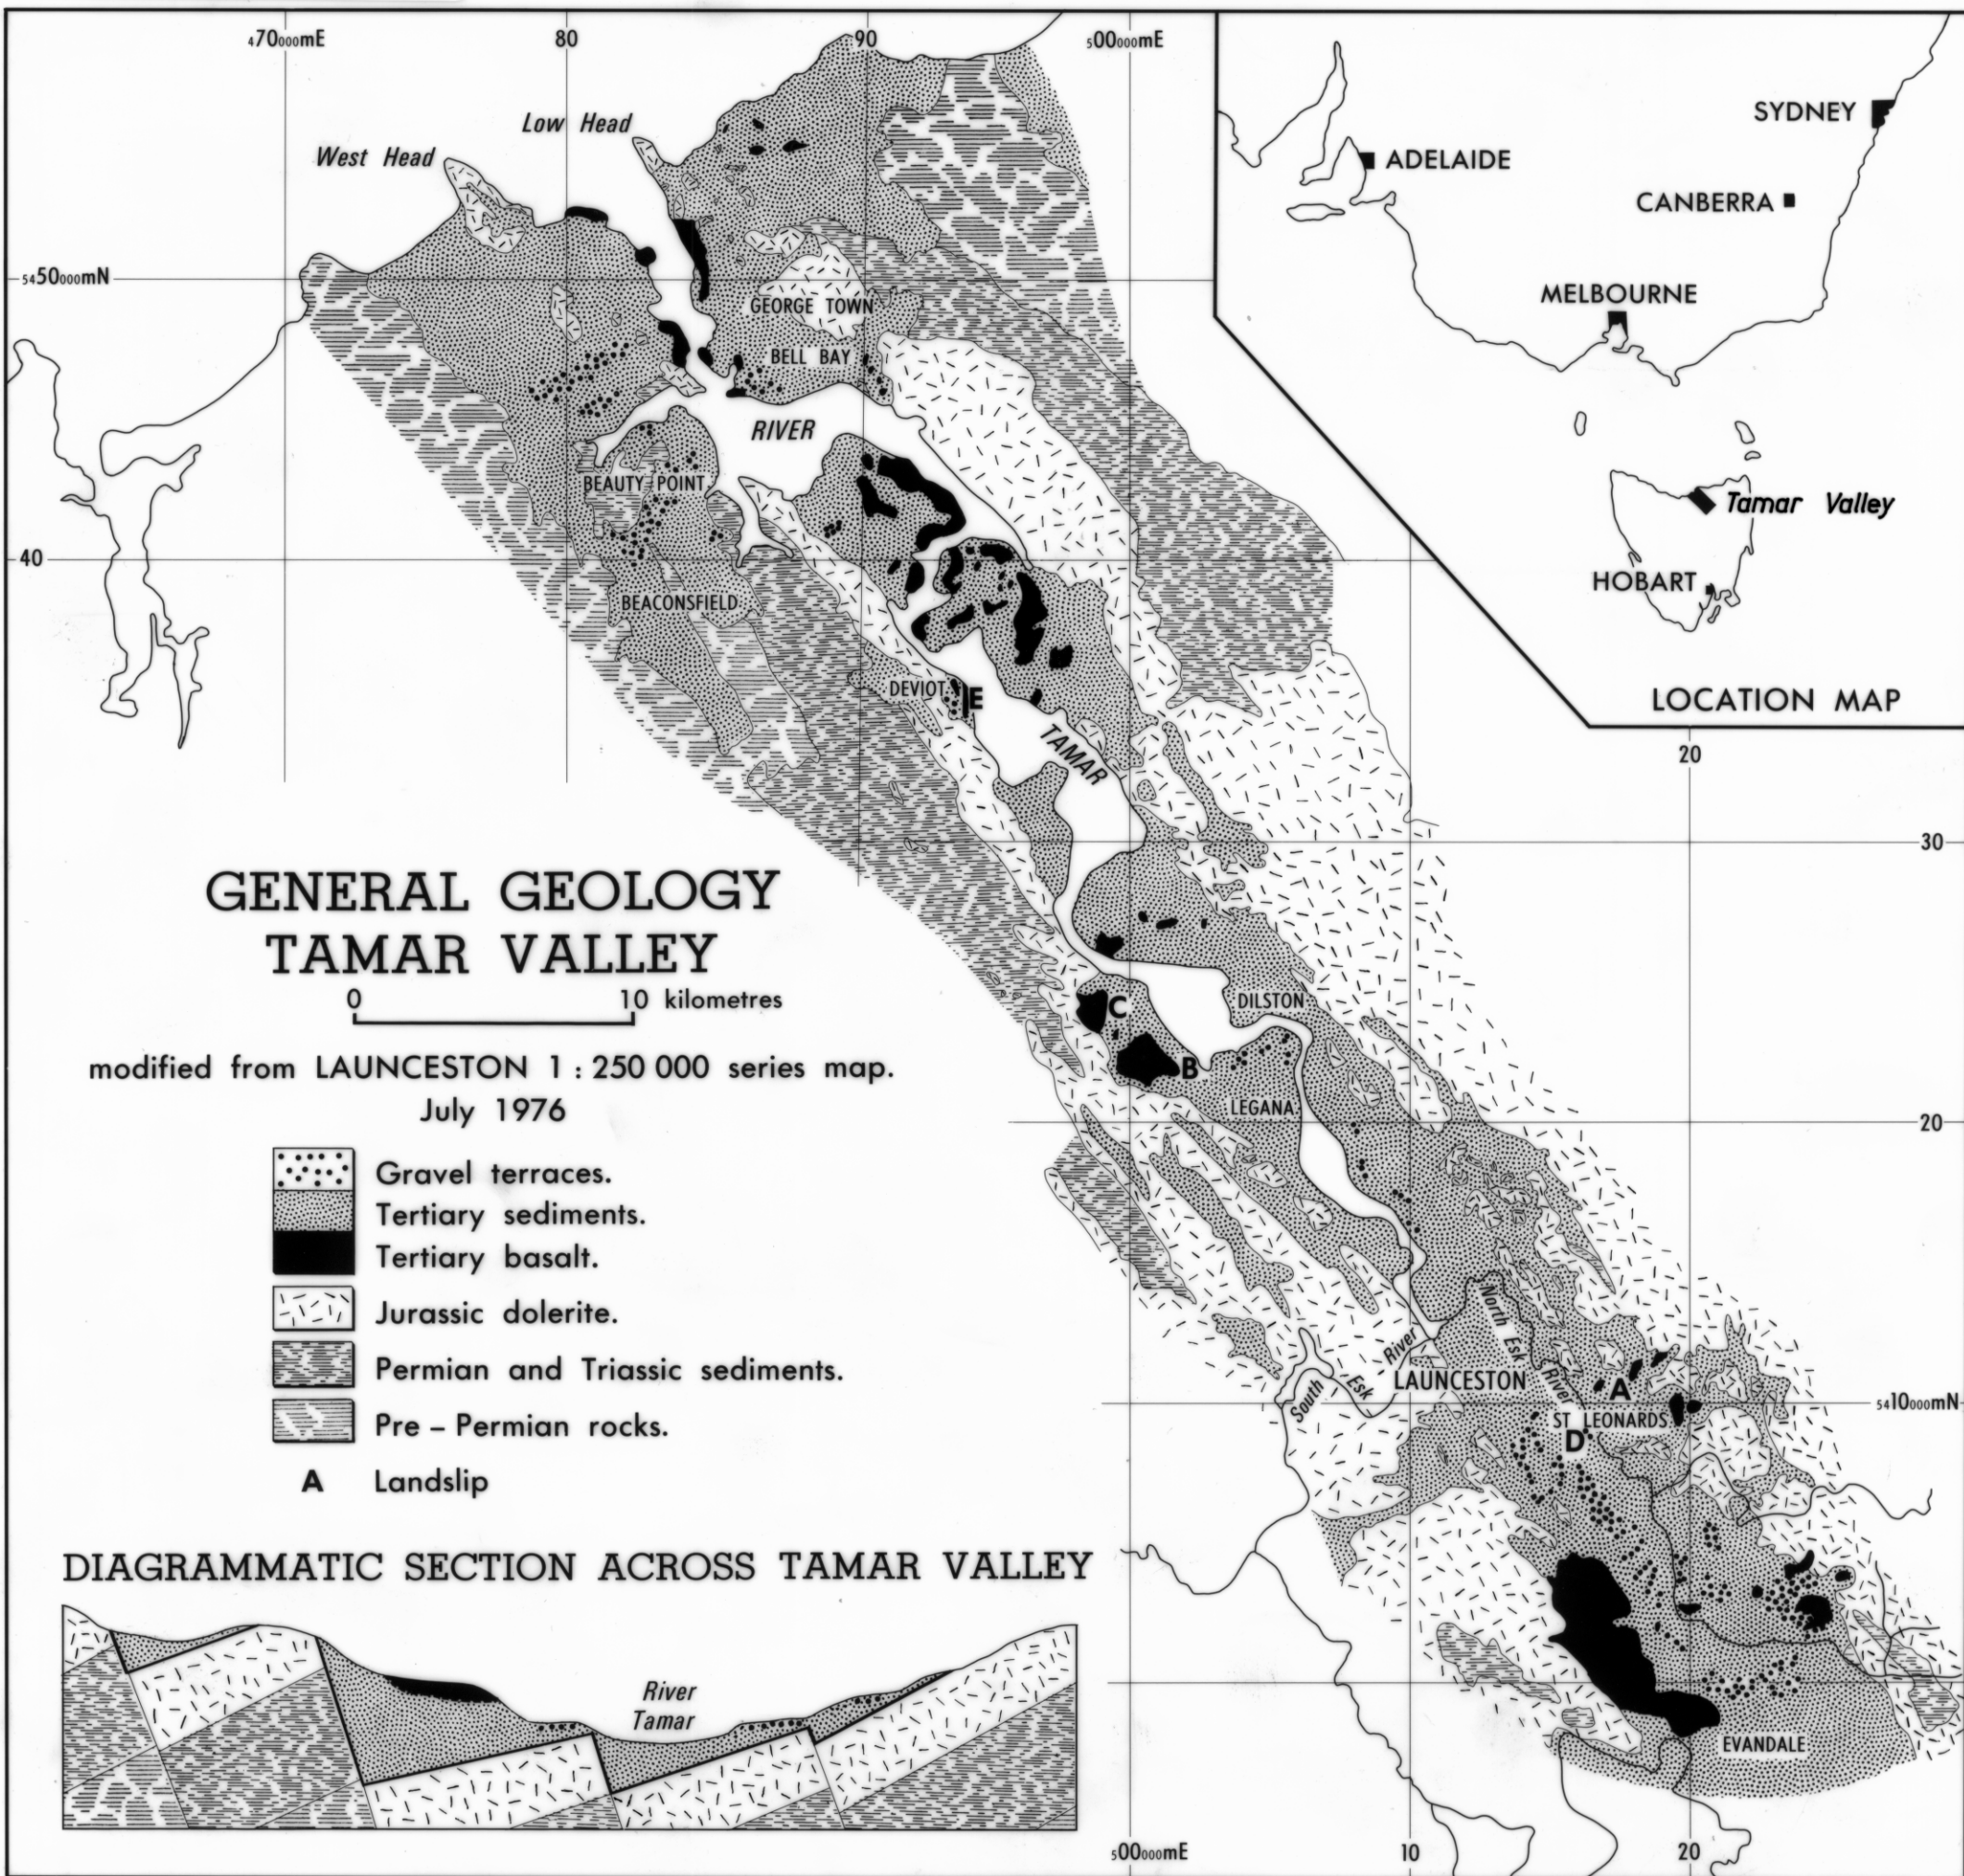 470000mE
80
90
500000mE
West Head
Low Head
5450000mN
GEORGE TOWN
BELL BAY
RIVER
BEAUTY POINT
40
BEACONSFIELD
DEVIOT
E
TAMAR
SYDNEY
ADELAIDE
CANBERRA
MELBOURNE
Tamar Valley
HOBART
LOCATION MAP
20
30
GENERAL GEOLOGY
TAMAR VALLEY
0 10 kilometres
modified from LAUNCESTON 1 : 250 000 series map.
July 1976
Gravel terraces.
Tertiary sediments.
Tertiary basalt.
Jurassic dolerite.
Permian and Triassic sediments.
Pre – Permian rocks.
A Landslip
C
DILSTON
B
LEGANA
20
North Esk River
South Esk River
LAUNCESTON
A
ST LEONARDS
5410000mN
D
EVANDALE
DIAGRAMMATIC SECTION ACROSS TAMAR VALLEY
River
Tamar
500000mE
10
20